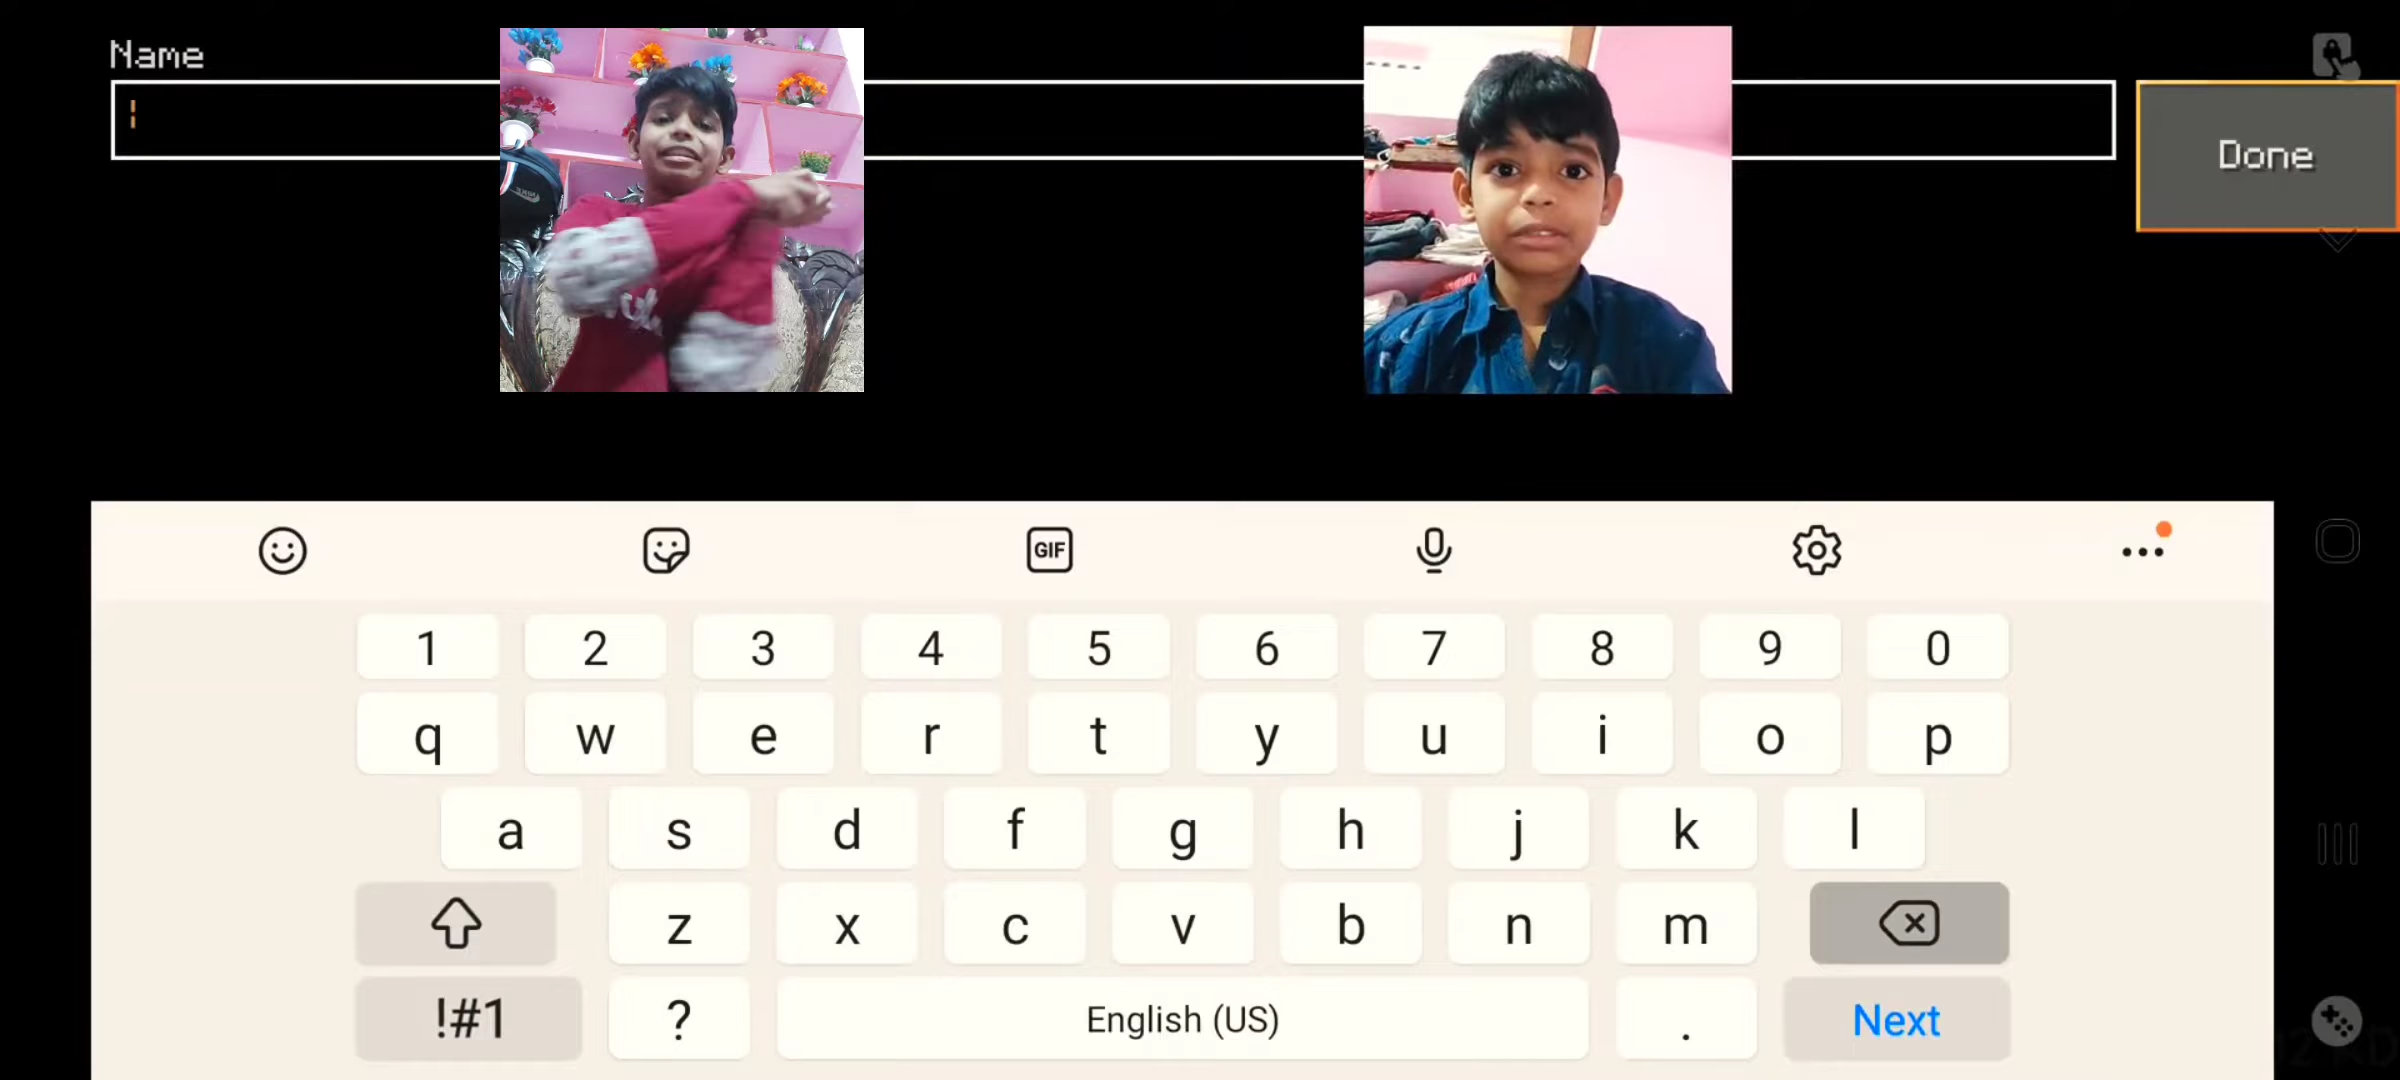 Name
Done
GIF
1 2 3 4 5 6 7 8 9 0
q w e r t y u i o p
a s d f g h j k l
z x c v b n m
!#1 ? English (US) . Next